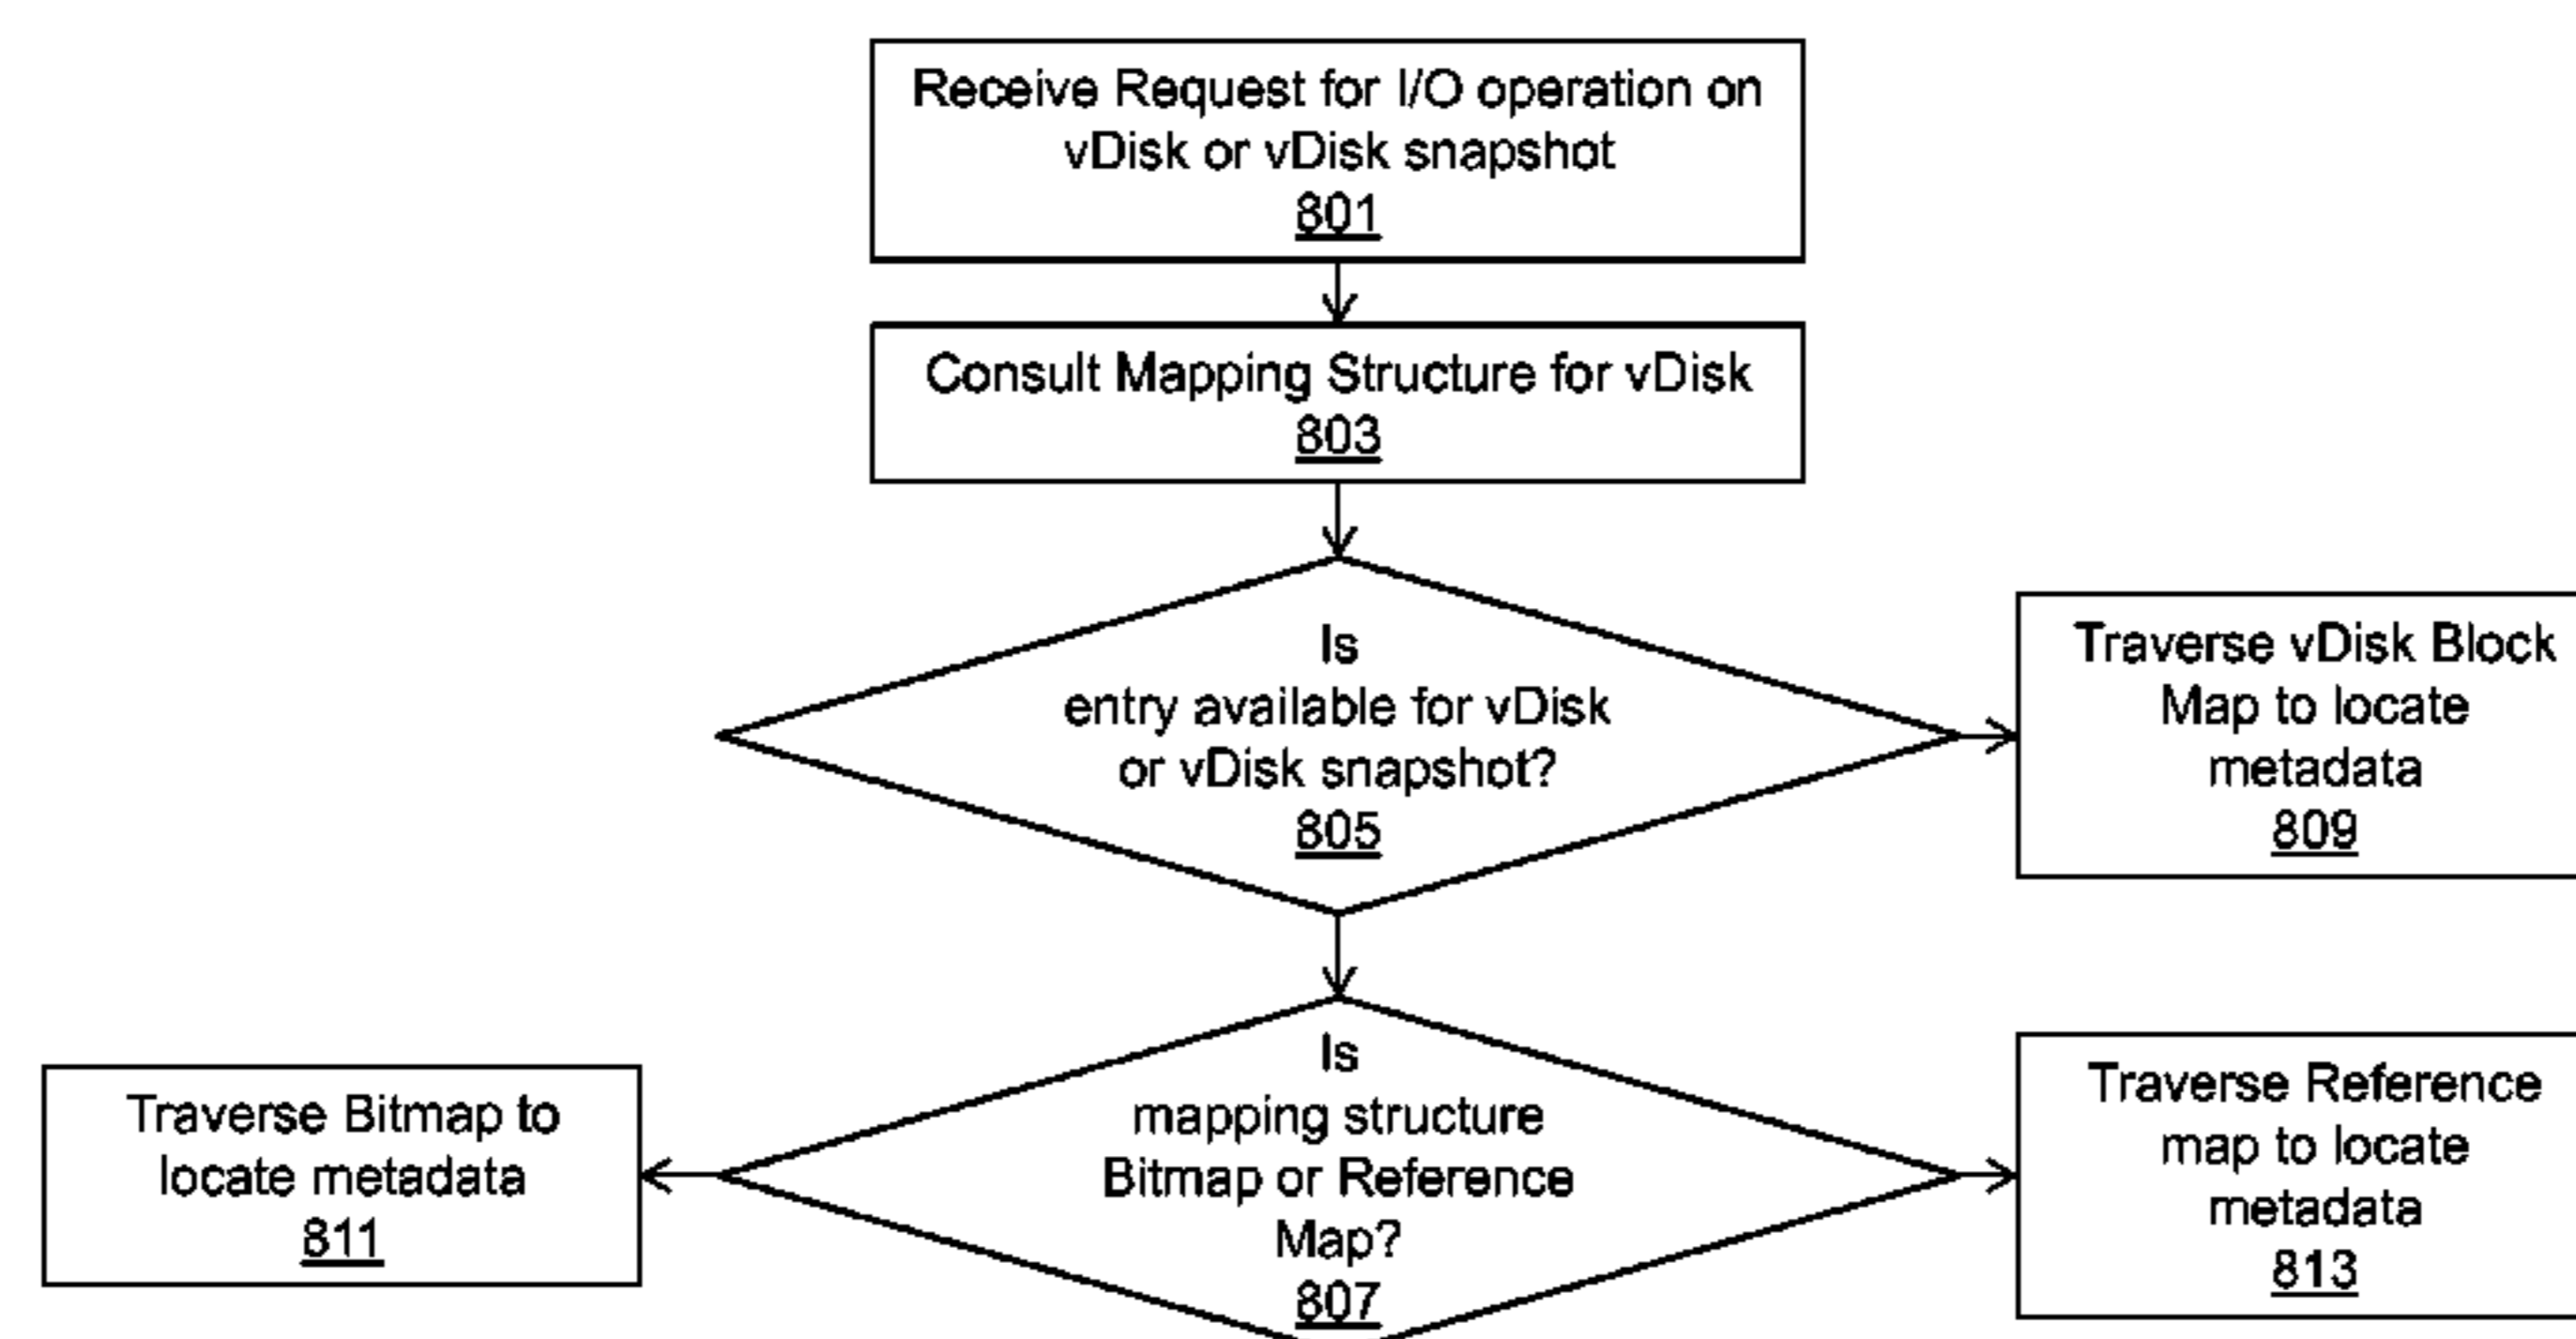 Receive Request for I/O operation on
vDisk or vDisk snapshot
801
Consult Mapping Structure for vDisk
803
Is
entry available for vDisk
or vDisk snapshot?
805
Traverse vDisk Block
Map to locate
metadata
809
Is
mapping structure
Bitmap or Reference
Map?
807
Traverse Bitmap to
locate metadata
811
Traverse Reference
map to locate
metadata
813